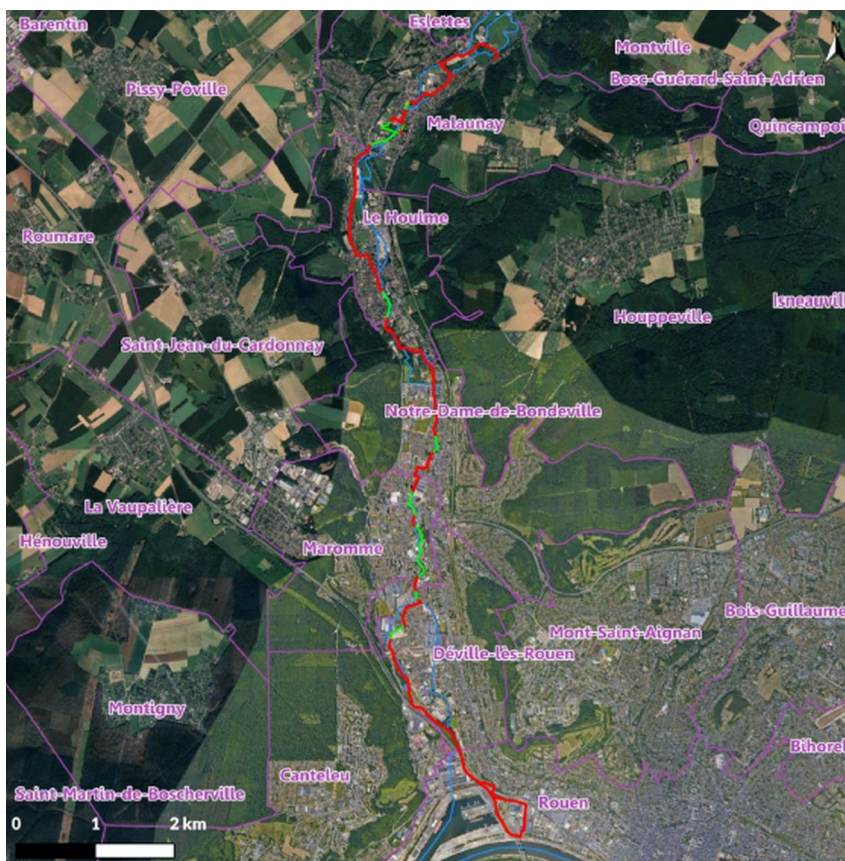 Barentin
Eslettes
N
Montville
Pissy-Pôville
Bosc-Guérard-Saint-Adrien
Malaunay
Quincampoi
Le Houlme
Roumare
Isneauvill
Houppeville
Saint-Jean-du-Cardonnay
Notre-Dame-de-Bondeville
La Vaupalière
Hénouville
Maromme
Bois-Guillaume
Mont-Saint-Aignan
Déville-lès-Rouen
Montigny
Bihorel
Canteleu
Saint-Martin-de-Boscherville
Rouen
0 1 2 km